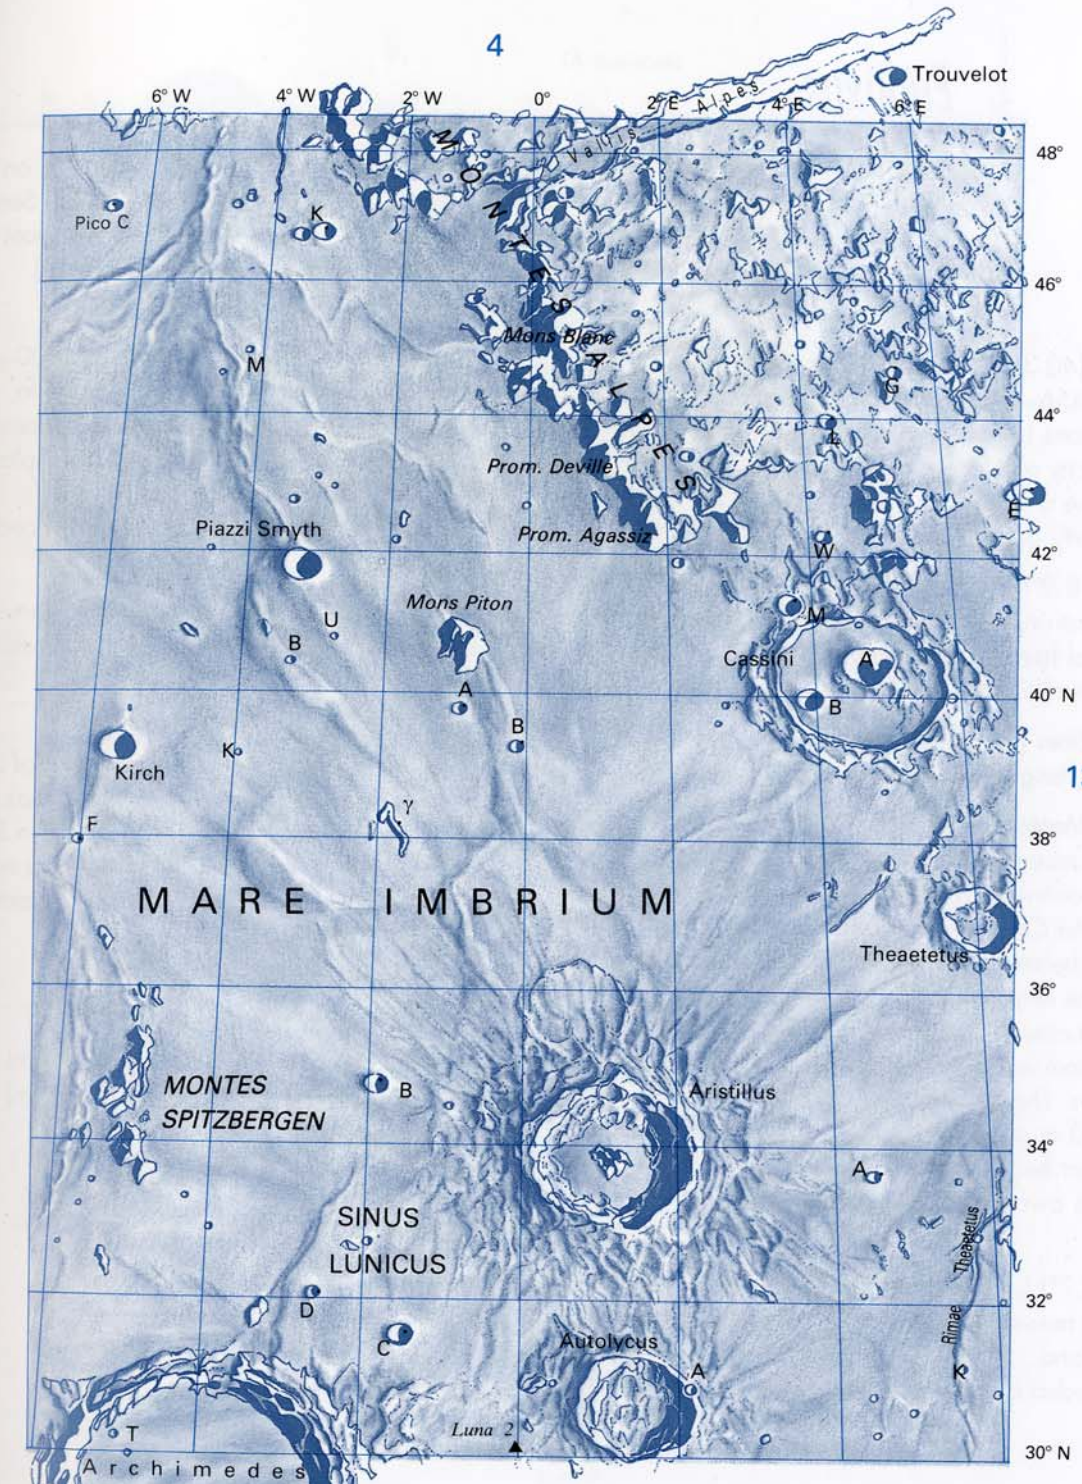 4
Trouvelot
6° W
4° W
2° W
0°
2° E
4° E
6° E
Vallis Alpes
48°
MONTES ALPES
Pico C
K
46°
Mons Blanc
M
G
44°
L
Prom. Deville
E
Piazzi Smyth
Prom. Agassiz
W
42°
Mons Piton
U
M
B
Cassini
A
A
40° N
B
B
K
Kirch
1
γ
F
38°
MARE IMBRIUM
Theaetetus
36°
MONTES
SPITZBERGEN
B
Aristillus
34°
A
SINUS
LUNICUS
Rimae Theaetetus
D
32°
C
Autolycus
A
K
T
Luna 2
30° N
Archimedes